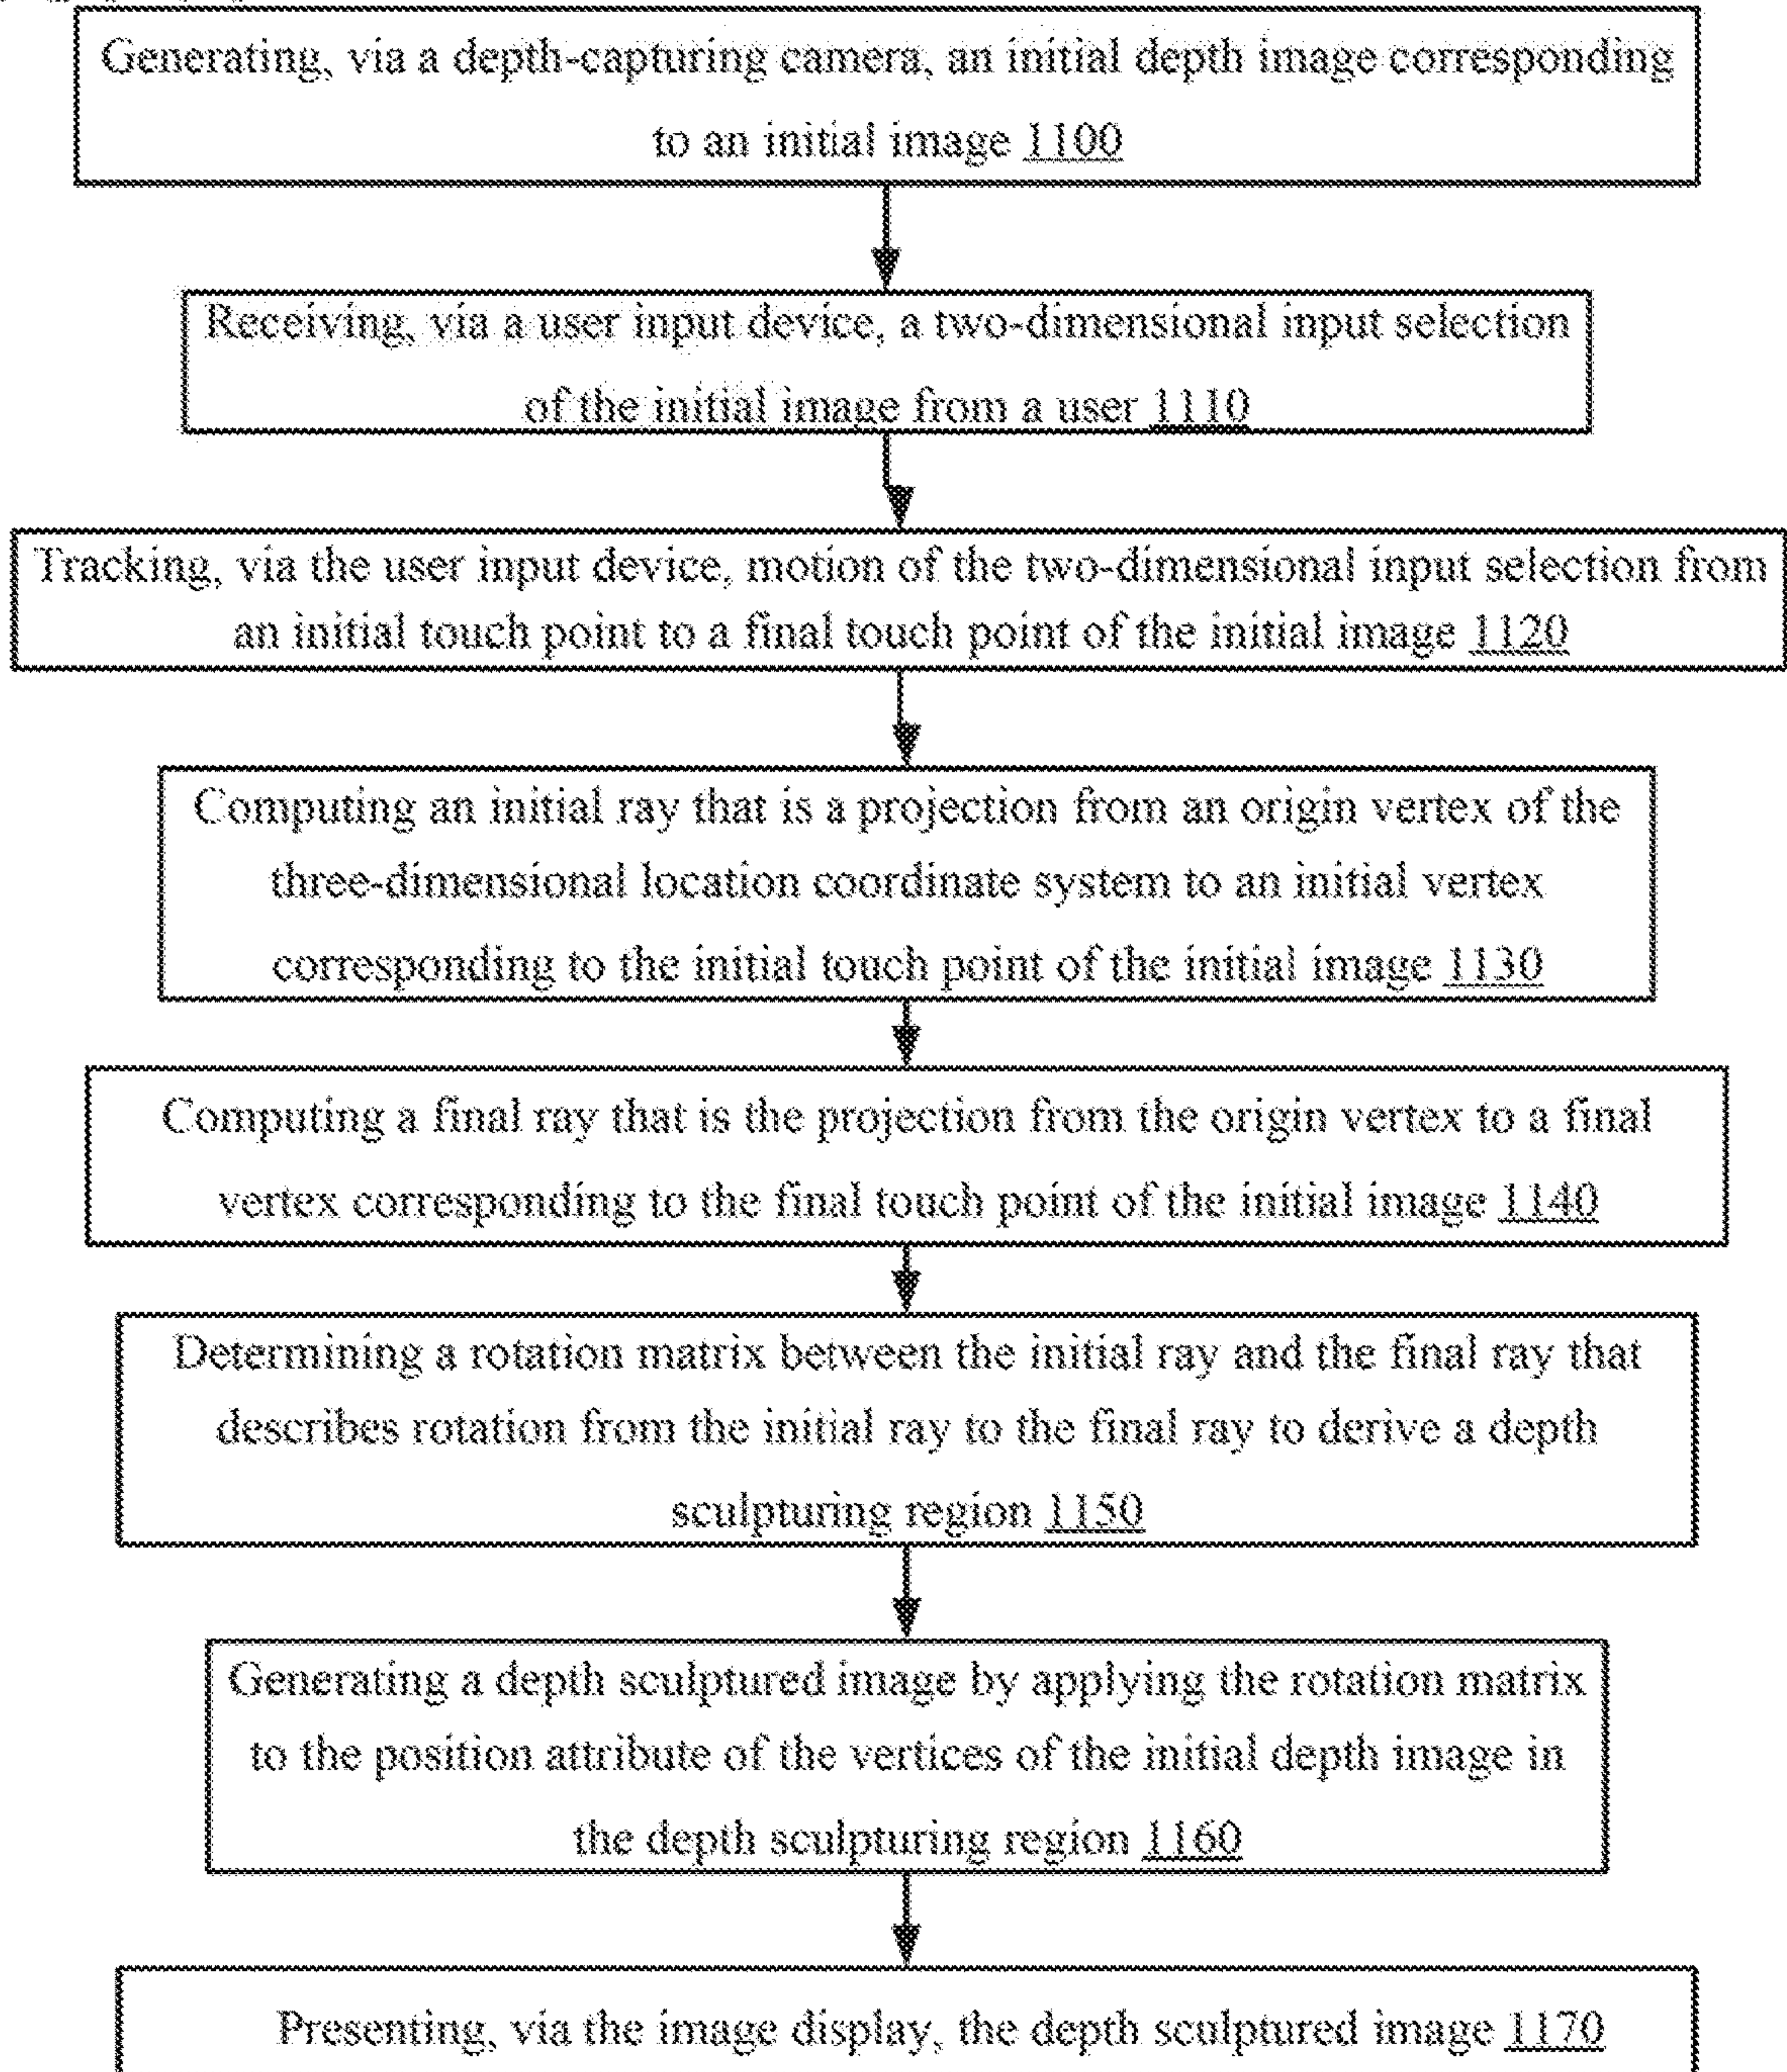 Generating, via a depth-capturing camera, an initial depth image corresponding
to an initial image 1100
Receiving, via a user input device, a two-dimensional input selection
of the initial image from a user 1110
Tracking, via the user input device, motion of the two-dimensional input selection from
an initial touch point to a final touch point of the initial image 1120
Computing an initial ray that is a projection from an origin vertex of the
three-dimensional location coordinate system to an initial vertex
corresponding to the initial touch point of the initial image 1130
Computing a final ray that is the projection from the origin vertex to a final
vertex corresponding to the final touch point of the initial image 1140
Determining a rotation matrix between the initial ray and the final ray that
describes rotation from the initial ray to the final ray to derive a depth
sculpturing region 1150
Generating a depth sculptured image by applying the rotation matrix
to the position attribute of the vertices of the initial depth image in
the depth sculpturing region 1160
Presenting, via the image display, the depth sculptured image 1170